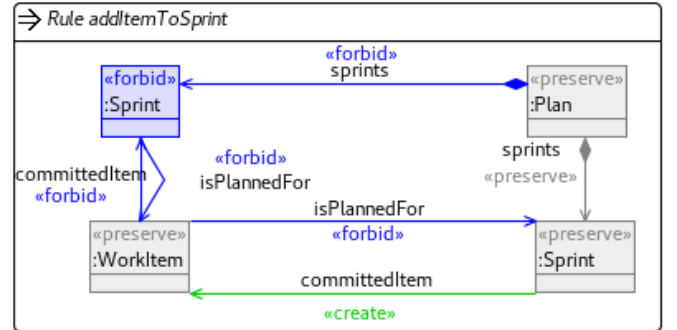 Rule addItemToSprint
«forbid»
sprints
«forbid»
:Sprint
«preserve»
:Plan
sprints
«preserve»
committedItem
«forbid»
«forbid»
isPlannedFor
isPlannedFor
«forbid»
«preserve»
:WorkItem
«preserve»
:Sprint
committedItem
«create»